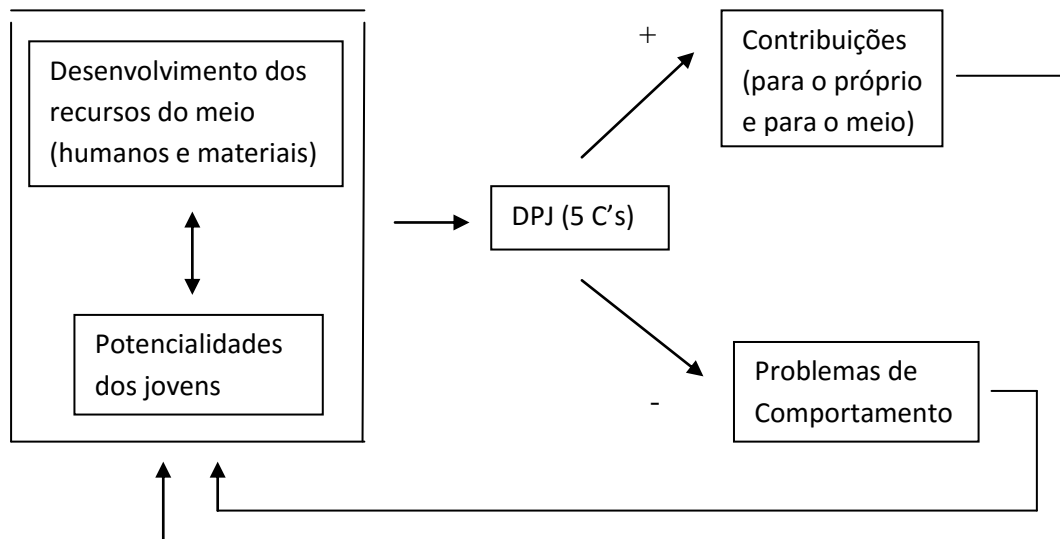 Desenvolvimento dos
recursos do meio
(humanos e materiais)
Potencialidades
dos jovens
DPJ (5 C’s)
+
Contribuições
(para o próprio
e para o meio)
-
Problemas de
Comportamento